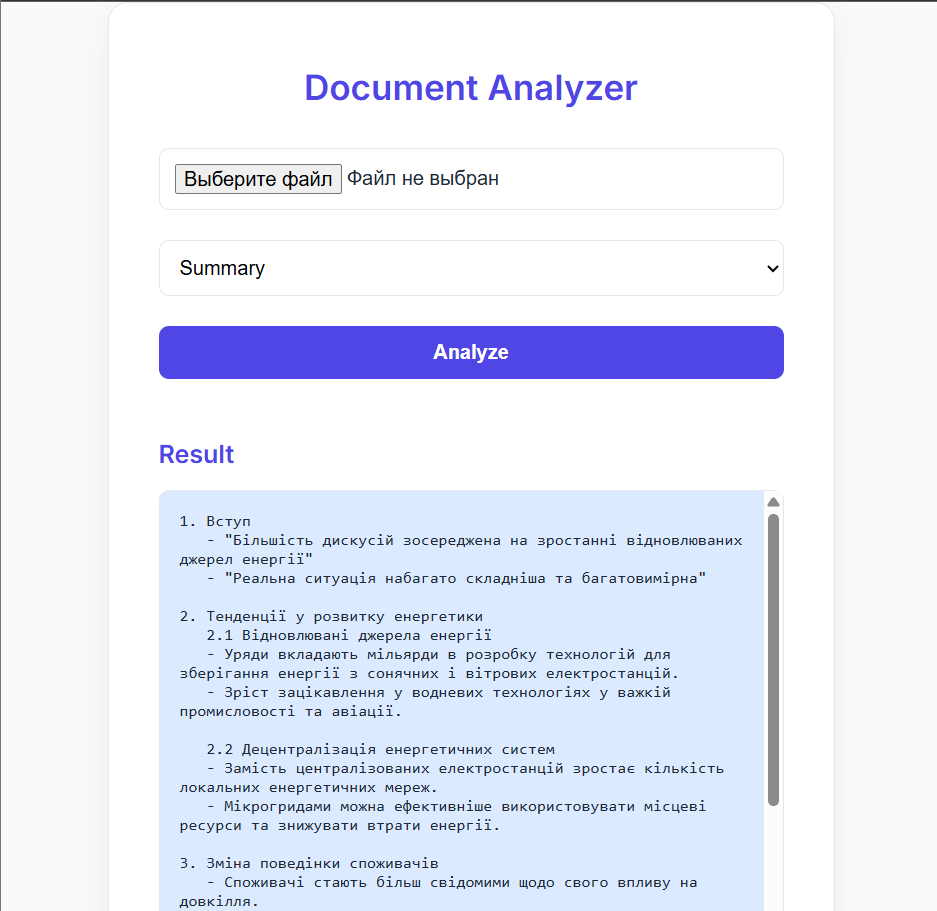 Document Analyzer
Выберите файл Файл не выбран
Summary
Analyze
Result
1. Вступ
- "Більшість дискусій зосереджена на зростанні відновлюваних
джерел енергії"
- "Реальна ситуація набагато складніша та багатовимірна"
2. Тенденції у розвитку енергетики
2.1 Відновлювані джерела енергії
- Уряди вкладають мільярди в розробку технологій для
зберігання енергії з сонячних і вітрових електростанцій.
- Зріст зацікавлення у водневих технологіях у важкій
промисловості та авіації.
2.2 Децентралізація енергетичних систем
- Замість централізованих електростанцій зростає кількість
локальних енергетичних мереж.
- Мікрогридами можна ефективніше використовувати місцеві
ресурси та знижувати втрати енергії.
3. Зміна поведінки споживачів
- Споживачі стають більш свідомими щодо свого впливу на
довкілля.